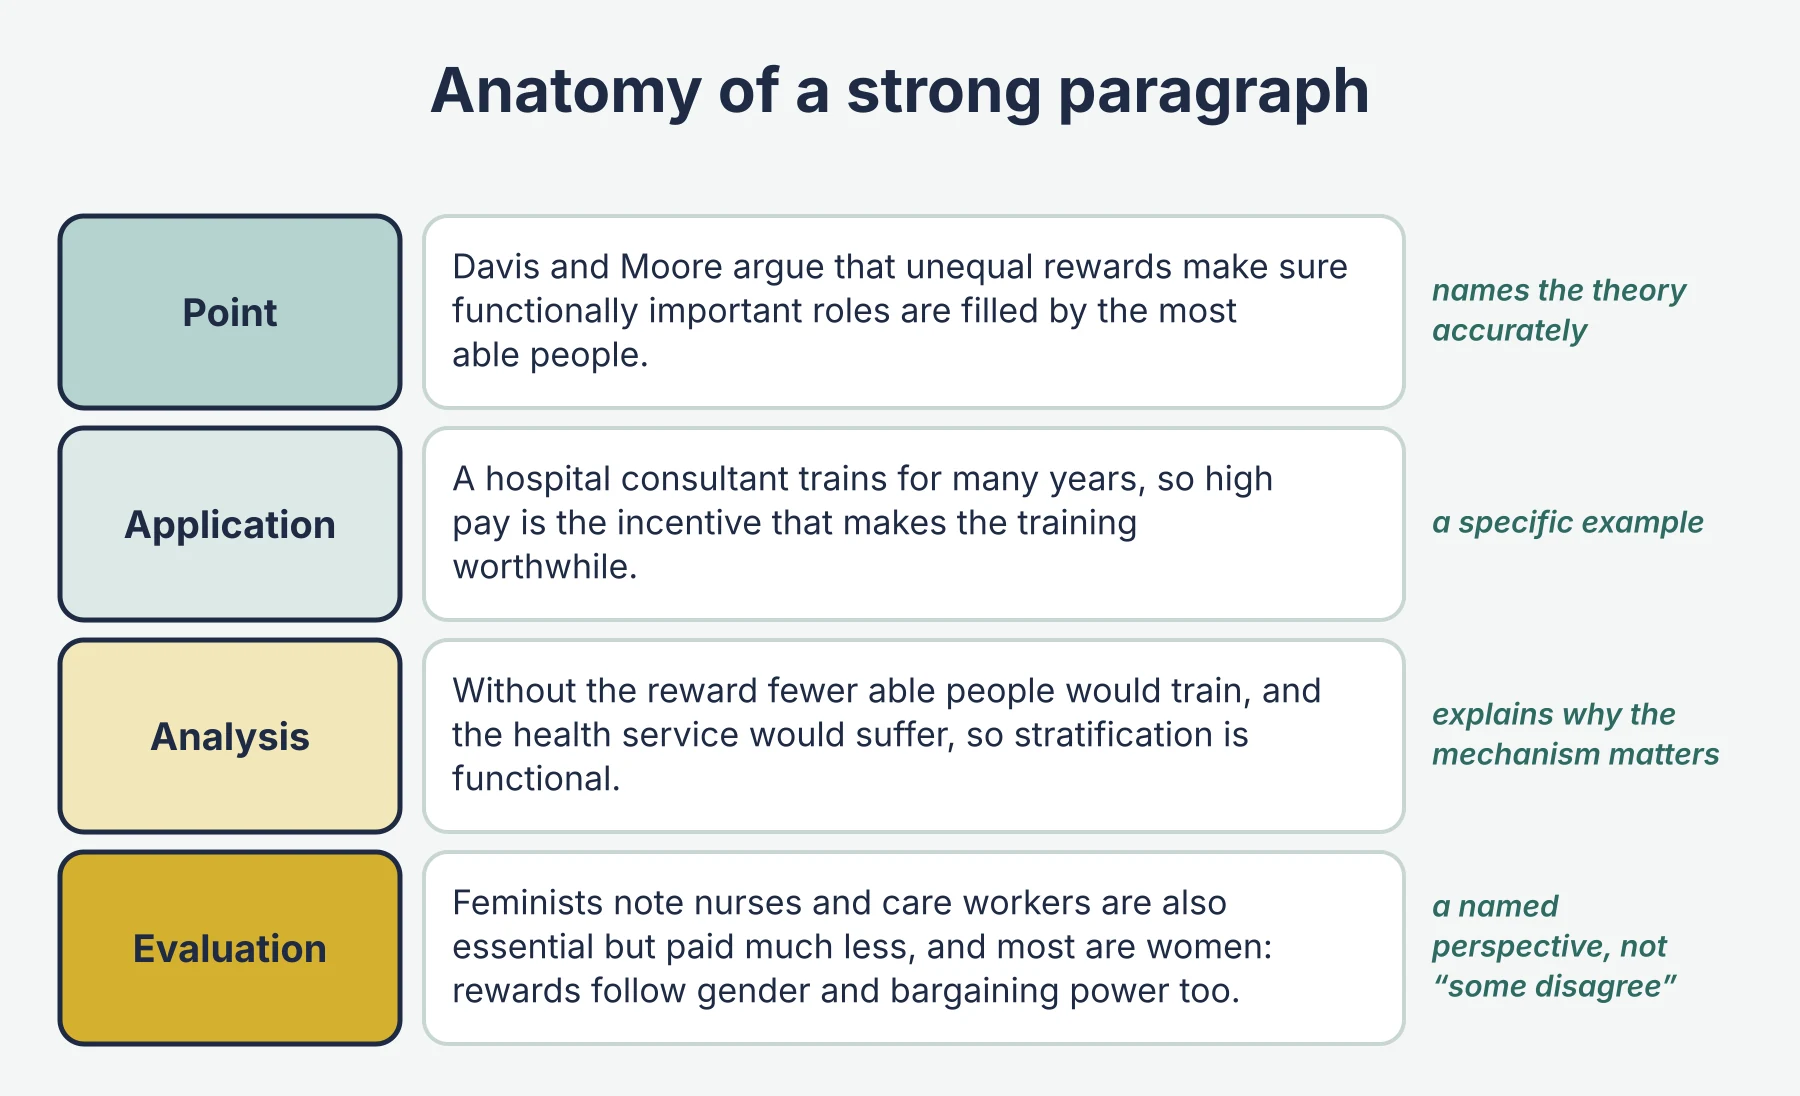 Anatomy of a strong paragraph
Point
Davis and Moore argue that unequal rewards make sure
functionally important roles are filled by the most
able people.
names the theory
accurately
Application
A hospital consultant trains for many years, so high
pay is the incentive that makes the training
worthwhile.
a specific example
Analysis
Without the reward fewer able people would train, and
the health service would suffer, so stratification is
functional.
explains why the
mechanism matters
Evaluation
Feminists note nurses and care workers are also
essential but paid much less, and most are women:
rewards follow gender and bargaining power too.
a named
perspective, not
“some disagree”